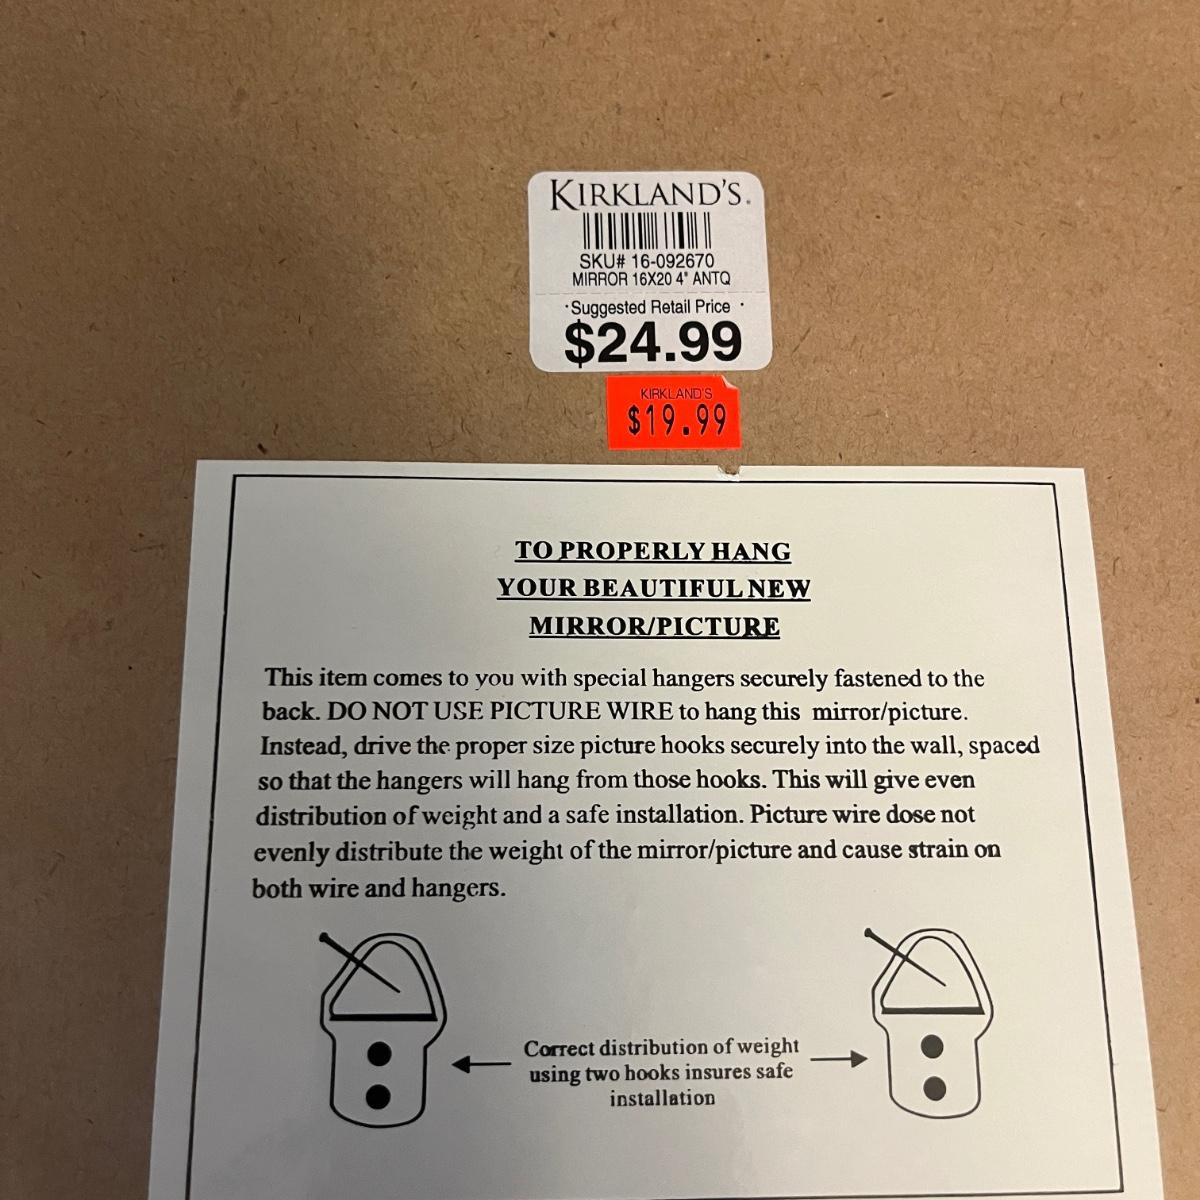 KIRKLAND'S.
SKU# 16-092670
MIRROR 16X20 4" ANTQ
·Suggested Retail Price ·
$24.99
KIRKLAND'S
$19.99
TO PROPERLY HANG
YOUR BEAUTIFUL NEW
MIRROR/PICTURE
This item comes to you with special hangers securely fastened to the
back. DO NOT USE PICTURE WIRE to hang this mirror/picture.
Instead, drive the proper size picture hooks securely into the wall, spaced
so that the hangers will hang from those hooks. This will give even
distribution of weight and a safe installation. Picture wire dose not
evenly distribute the weight of the mirror/picture and cause strain on
both wire and hangers.
Correct distribution of weight
using two hooks insures safe
installation